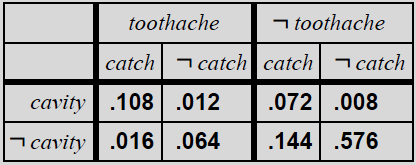 toothache ¬ toothache
catch ¬ catch catch ¬ catch
cavity .108 .012 .072 .008
¬ cavity .016 .064 .144 .576